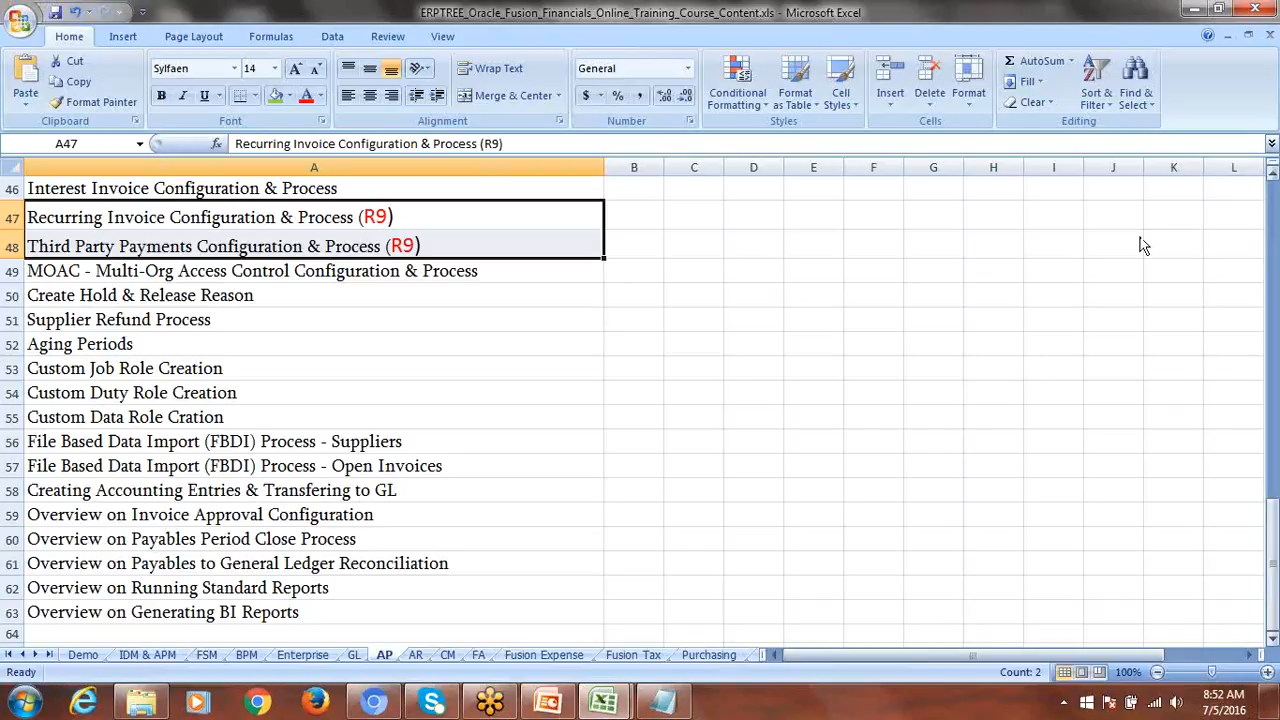 ERPTREE_Oracle_Fusion_Financials_Online_Training_Course_Content.xls - Microsoft Excel
Home Insert Page Layout Formulas Data Review View
Paste
Cut
Copy
Format Painter
Clipboard
Sylfaen 14
B I U
Font
Wrap Text
Merge & Center
Alignment
General
$ % ,
Number
Conditional Formatting
Format as Table
Cell Styles
Styles
Insert Delete Format
Cells
AutoSum
Fill
Clear
Sort & Filter
Find & Select
Editing
A47 fx Recurring Invoice Configuration & Process (R9)
A B C D E F G H I J K L
46 Interest Invoice Configuration & Process
47 Recurring Invoice Configuration & Process (R9)
48 Third Party Payments Configuration & Process (R9)
49 MOAC - Multi-Org Access Control Configuration & Process
50 Create Hold & Release Reason
51 Supplier Refund Process
52 Aging Periods
53 Custom Job Role Creation
54 Custom Duty Role Creation
55 Custom Data Role Cration
56 File Based Data Import (FBDI) Process - Suppliers
57 File Based Data Import (FBDI) Process - Open Invoices
58 Creating Accounting Entries & Transfering to GL
59 Overview on Invoice Approval Configuration
60 Overview on Payables Period Close Process
61 Overview on Payables to General Ledger Reconciliation
62 Overview on Running Standard Reports
63 Overview on Generating BI Reports
64
Demo IDM & APM FSM BPM Enterprise GL AP AR CM FA Fusion Expense Fusion Tax Purchasing
Ready Count: 2 100%
8:52 AM
7/5/2016